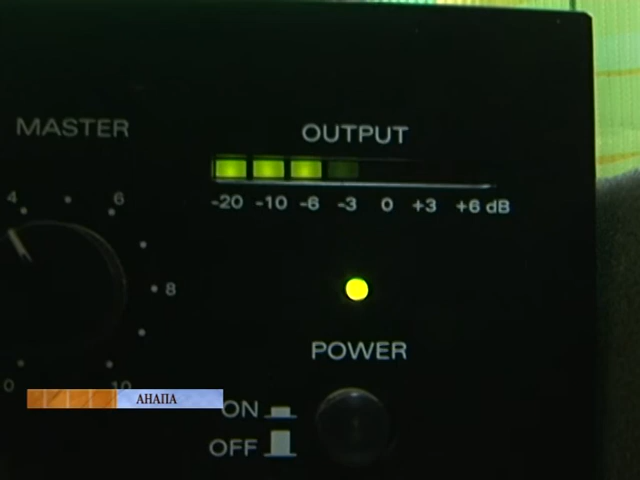 MASTER
OUTPUT
-20 -10 -6 -3 0 +3 +6 dB
4 6
8
0 10
POWER
АНАПА
ON
OFF